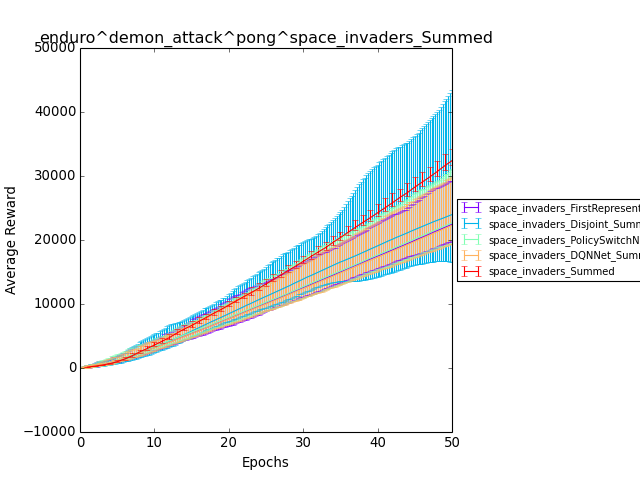 enduro^demon_attack^pong^space_invaders_Summed
50000
40000
30000
20000
10000
0
−10000
Average Reward
0 10 20 30 40 50
Epochs
space_invaders_FirstRepresent
space_invaders_Disjoint_Summ
space_invaders_PolicySwitchN
space_invaders_DQNNet_Summ
space_invaders_Summed